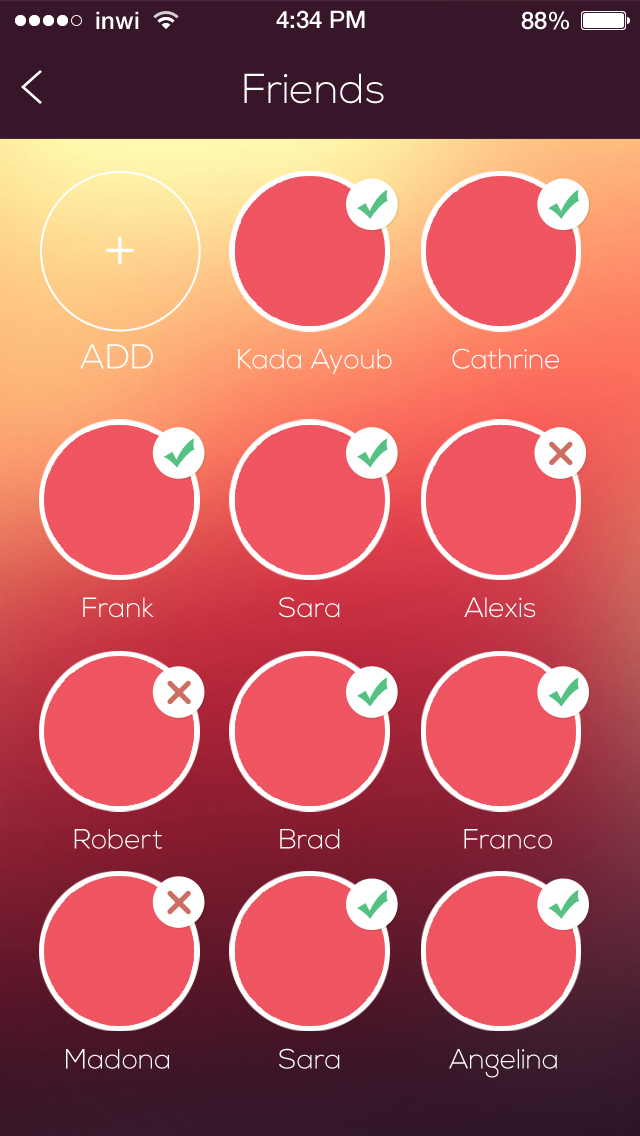 inwi 4:34 PM 88%
Friends
+
ADD Kada Ayoub Cathrine
Frank Sara Alexis
Robert Brad Franco
Madona Sara Angelina